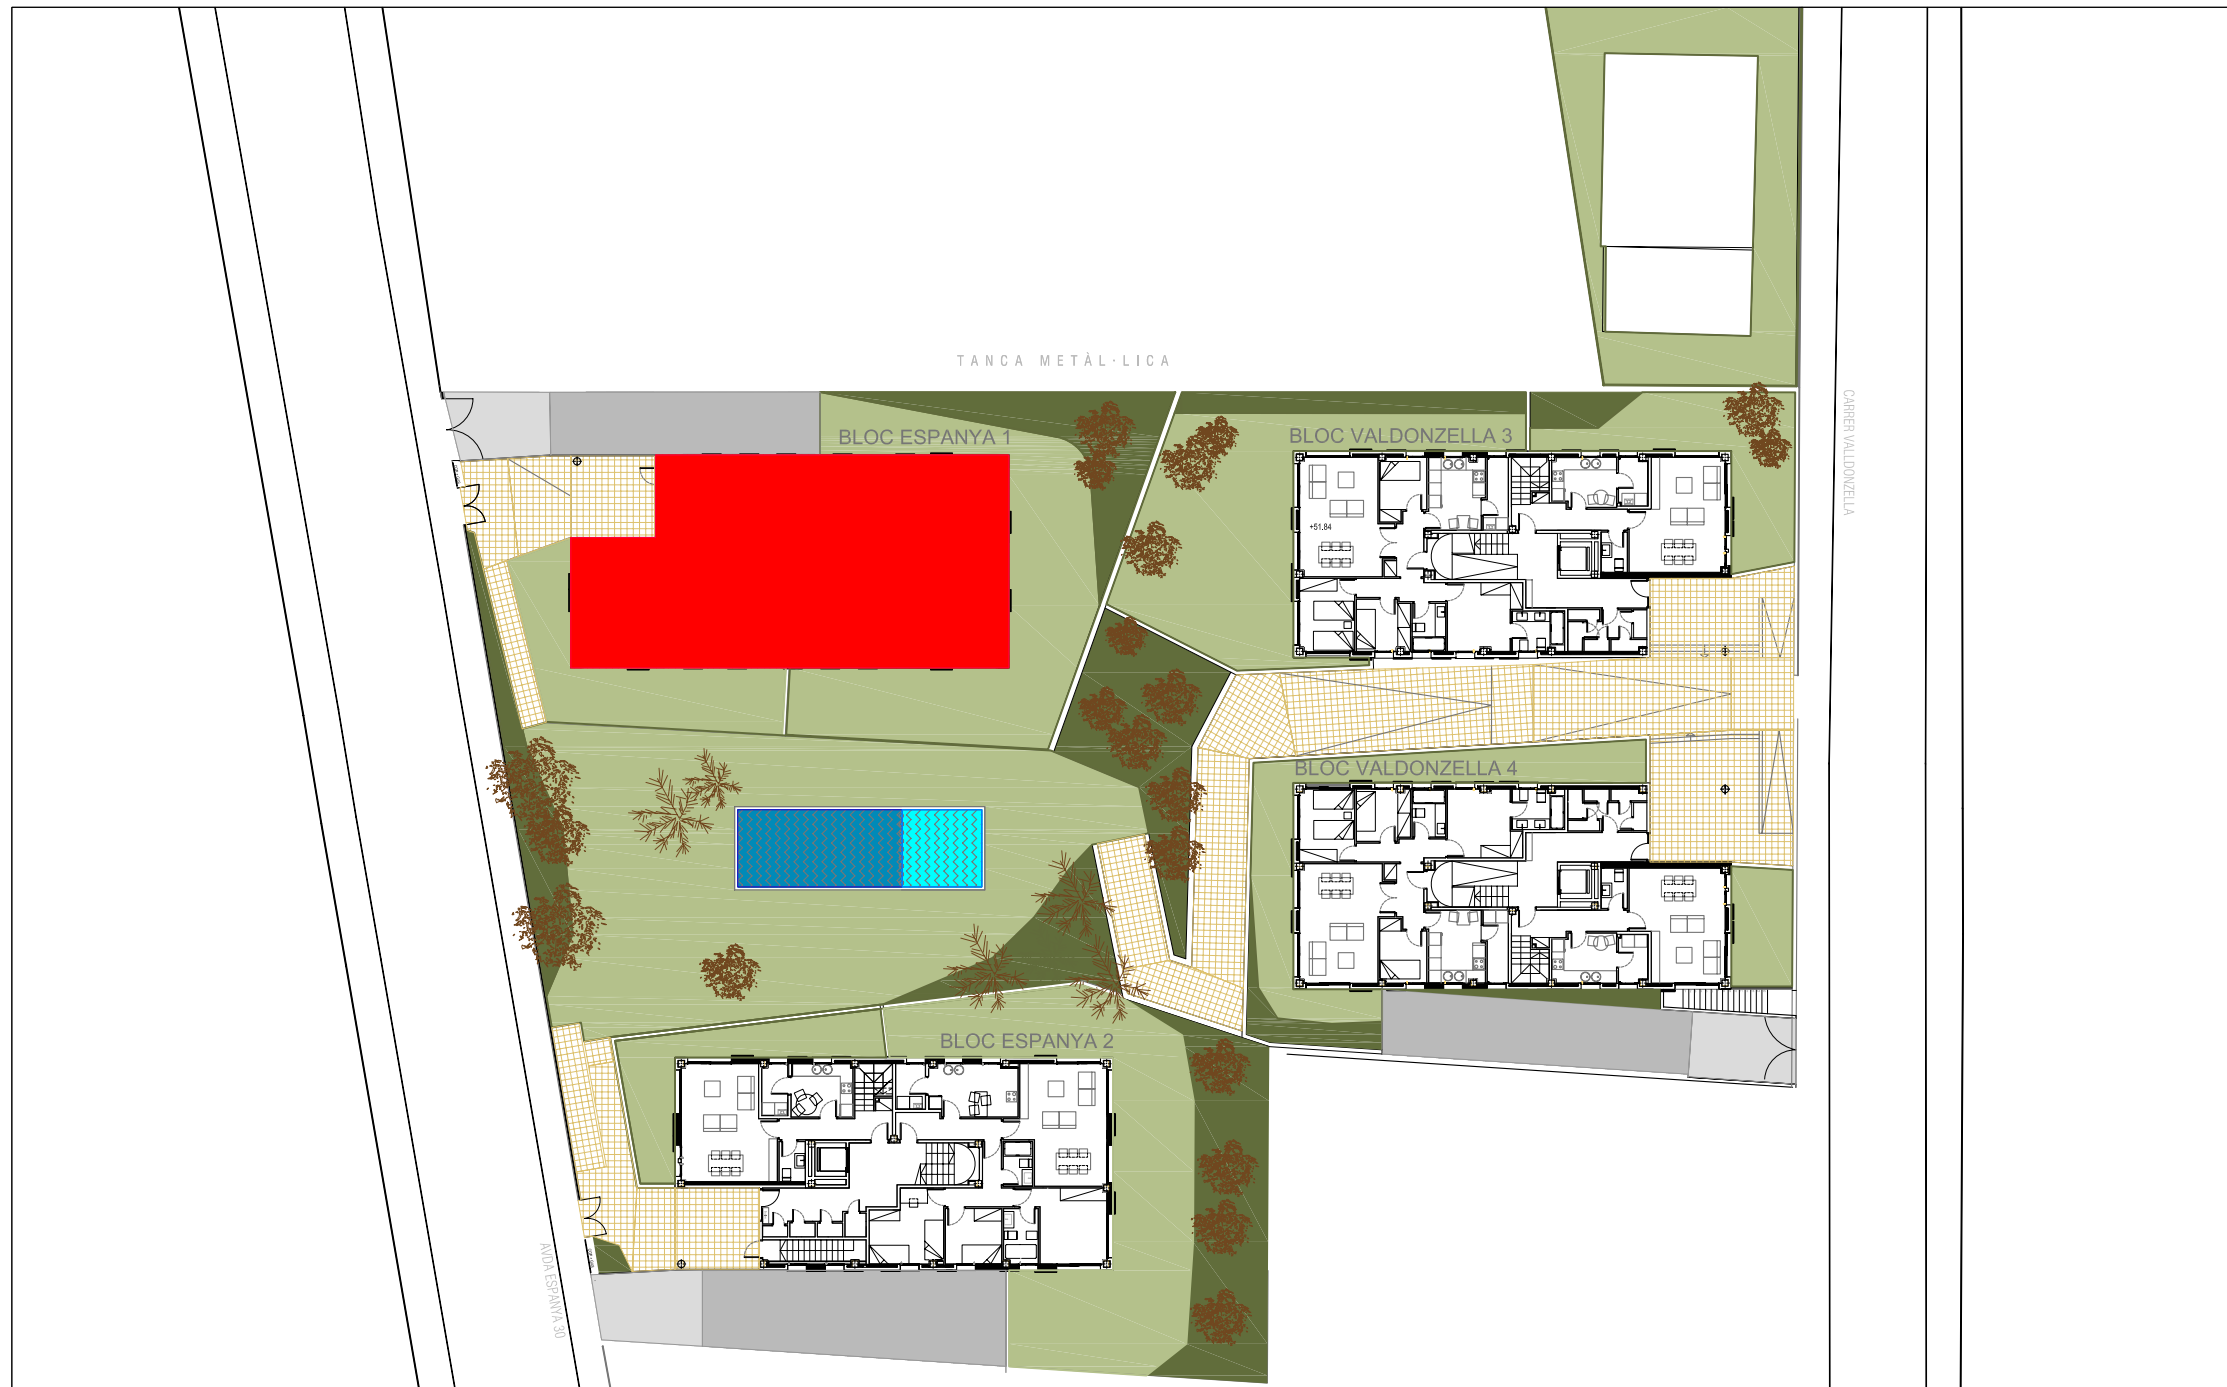 TANCA METÀL·LICA
BLOC ESPANYA 1
BLOC VALDONZELLA 3
CARRER VALLDONZELLA
+51.84
BLOC VALDONZELLA 4
BLOC ESPANYA 2
AVDA ESPANYA 30